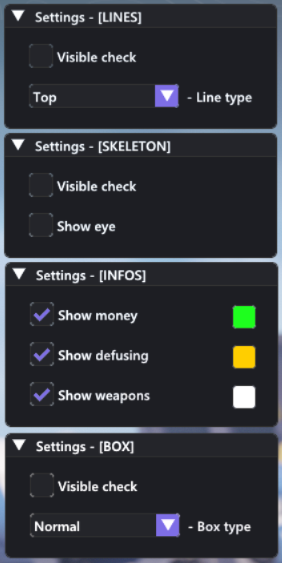 Settings - [LINES]
Visible check
Top - Line type
Settings - [SKELETON]
Visible check
Show eye
Settings - [INFOS]
Show money
Show defusing
Show weapons
Settings - [BOX]
Visible check
Normal - Box type